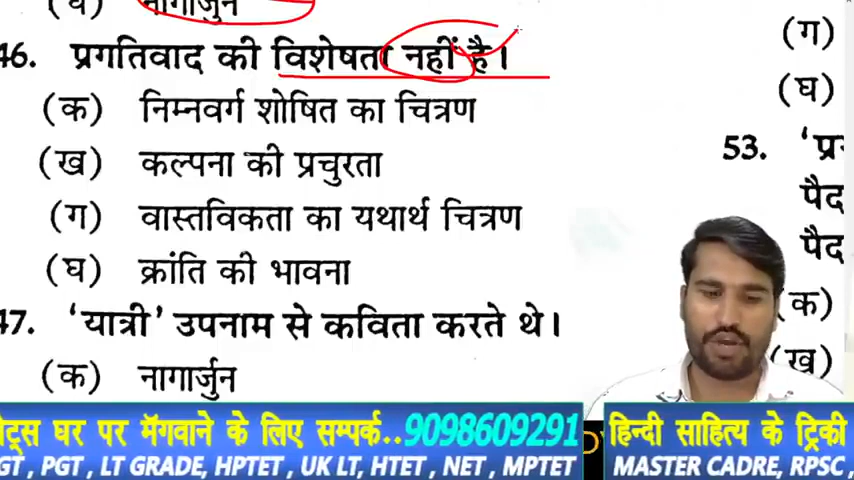 नागार्जुन
46. प्रगतिवाद की विशेषता नहीं है।
(क) निम्नवर्ग शोषित का चित्रण
(ख) कल्पना की प्रचुरता
(ग) वास्तविकता का यथार्थ चित्रण
(घ) क्रांति की भावना
47. 'यात्री' उपनाम से कविता करते थे।
(क) नागार्जुन
(ग)
(घ)
53. 'प्र
पैद
पैद
(क)
(ख)
नोट्स घर पर मॅगवाने के लिए सम्पर्क..9098609291
हिन्दी साहित्य के ट्रिकी
GT , PGT , LT GRADE, HPTET , UK LT, HTET , NET , MPTET
MASTER CADRE, RPSC ,